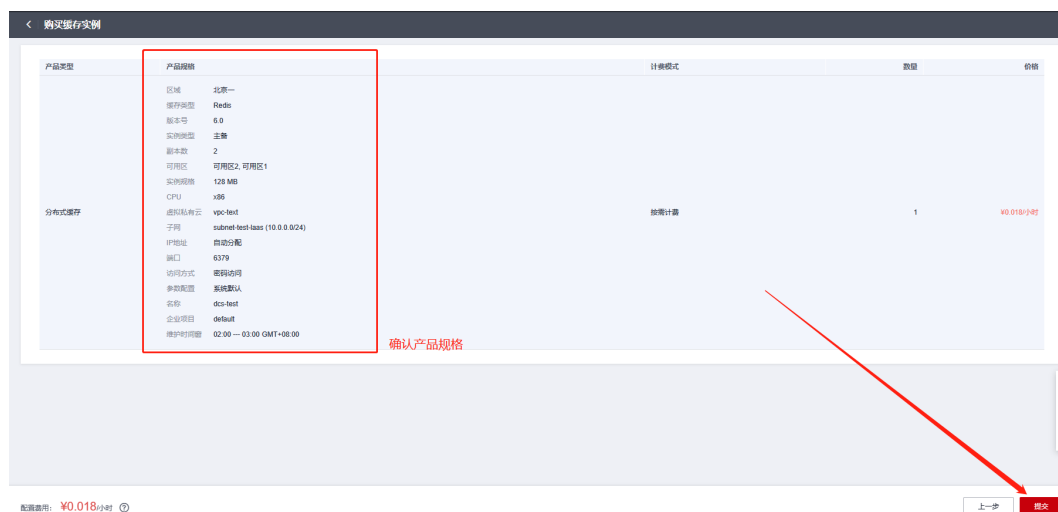 < 购买缓存实例
产品类型 产品规格 计费模式 数量 价格
区域 北京一
缓存类型 Redis
版本号 6.0
实例类型 主备
副本数 2
可用区 可用区2, 可用区1
实例规格 128 MB
CPU x86
分布式缓存 虚拟私有云 vpc-text 按需计费 1 ¥0.018/小时
子网 subnet-test-laas (10.0.0.0/24)
IP地址 自动分配
端口 6379
访问方式 密码访问
参数配置 系统默认
名称 dcs-test
企业项目 default
维护时间窗 02:00 — 03:00 GMT+08:00
确认产品规格
配置费用: ¥0.018/小时 ?
上一步 提交